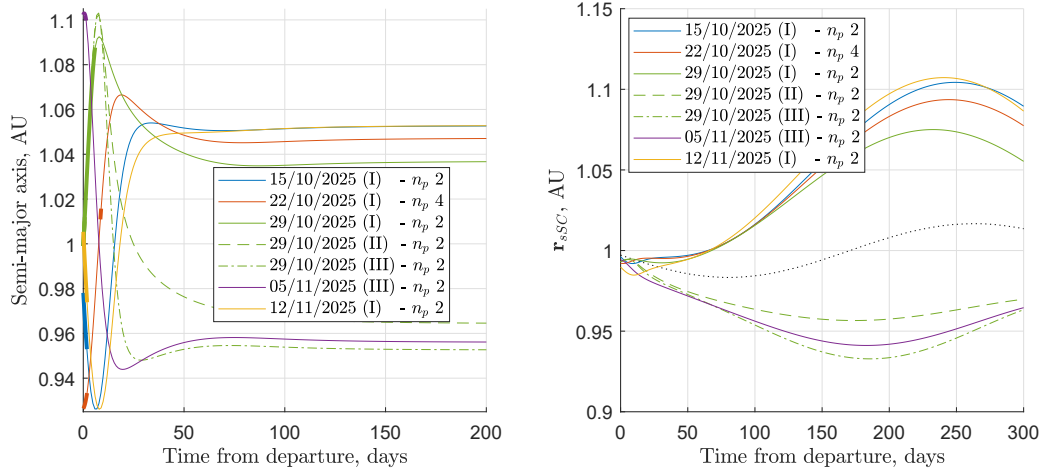 1.1
1.08
1.06
1.04
1.02
1
0.98
0.96
0.94
Semi-major axis, AU
15/10/2025 (I) - n_p 2
22/10/2025 (I) - n_p 4
29/10/2025 (I) - n_p 2
29/10/2025 (II) - n_p 2
29/10/2025 (III) - n_p 2
05/11/2025 (III) - n_p 2
12/11/2025 (I) - n_p 2
0 50 100 150 200
Time from departure, days
1.15
1.1
1.05
1
0.95
0.9
r_sSC, AU
15/10/2025 (I) - n_p 2
22/10/2025 (I) - n_p 4
29/10/2025 (I) - n_p 2
29/10/2025 (II) - n_p 2
29/10/2025 (III) - n_p 2
05/11/2025 (III) - n_p 2
12/11/2025 (I) - n_p 2
0 50 100 150 200 250 300
Time from departure, days